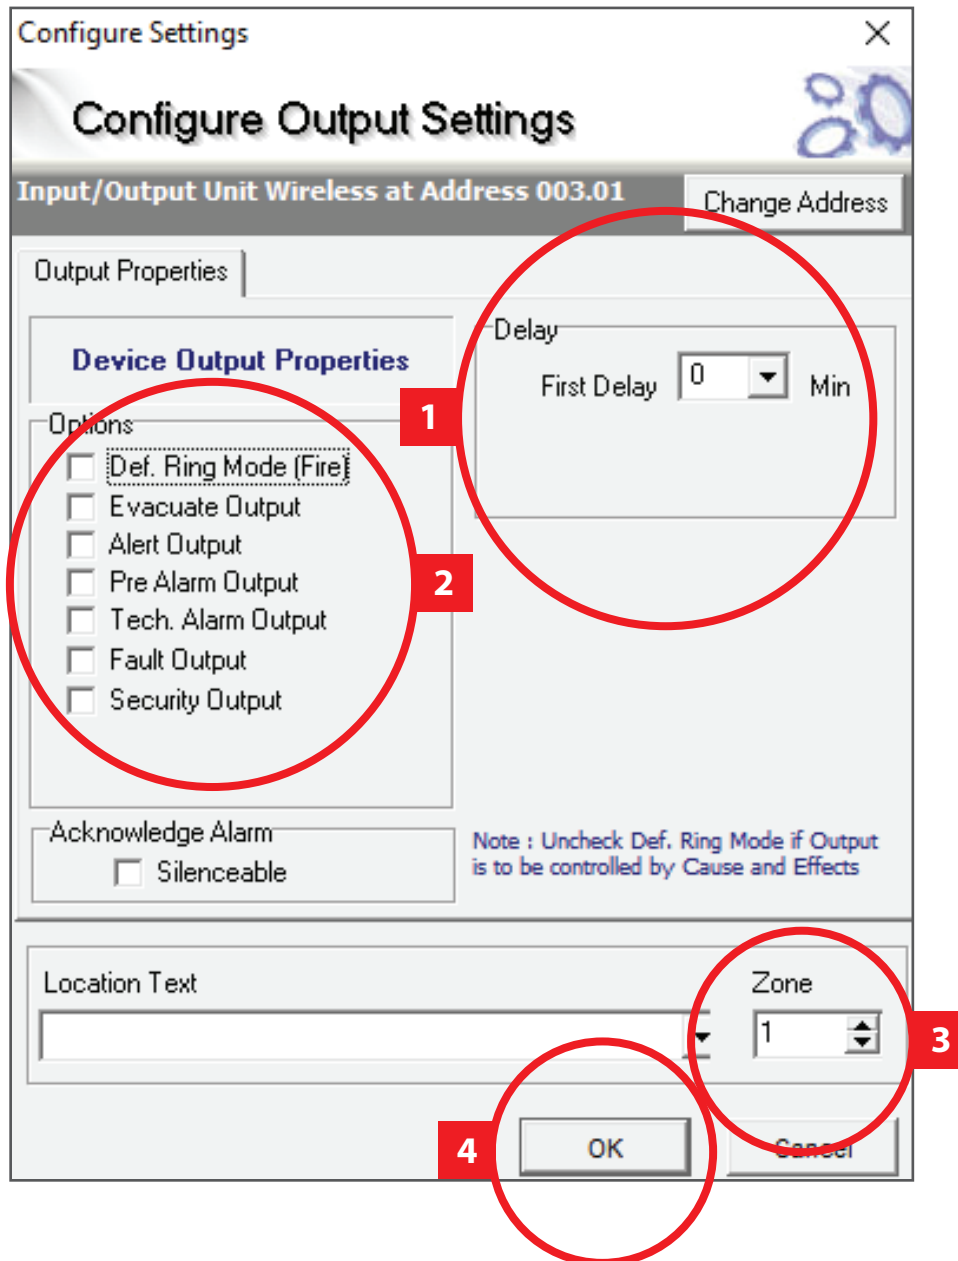 Configure Settings
Configure Output Settings
Input/Output Unit Wireless at Address 003.01
Change Address
Output Properties
Device Output Properties
Delay
First Delay 0 Min
1
Options
Def. Ring Mode (Fire)
Evacuate Output
Alert Output
Pre Alarm Output
2
Tech. Alarm Output
Fault Output
Security Output
Acknowledge Alarm
Silenceable
Note : Uncheck Def. Ring Mode if Output
is to be controlled by Cause and Effects
Location Text
Zone
1
3
4
OK
Cancel